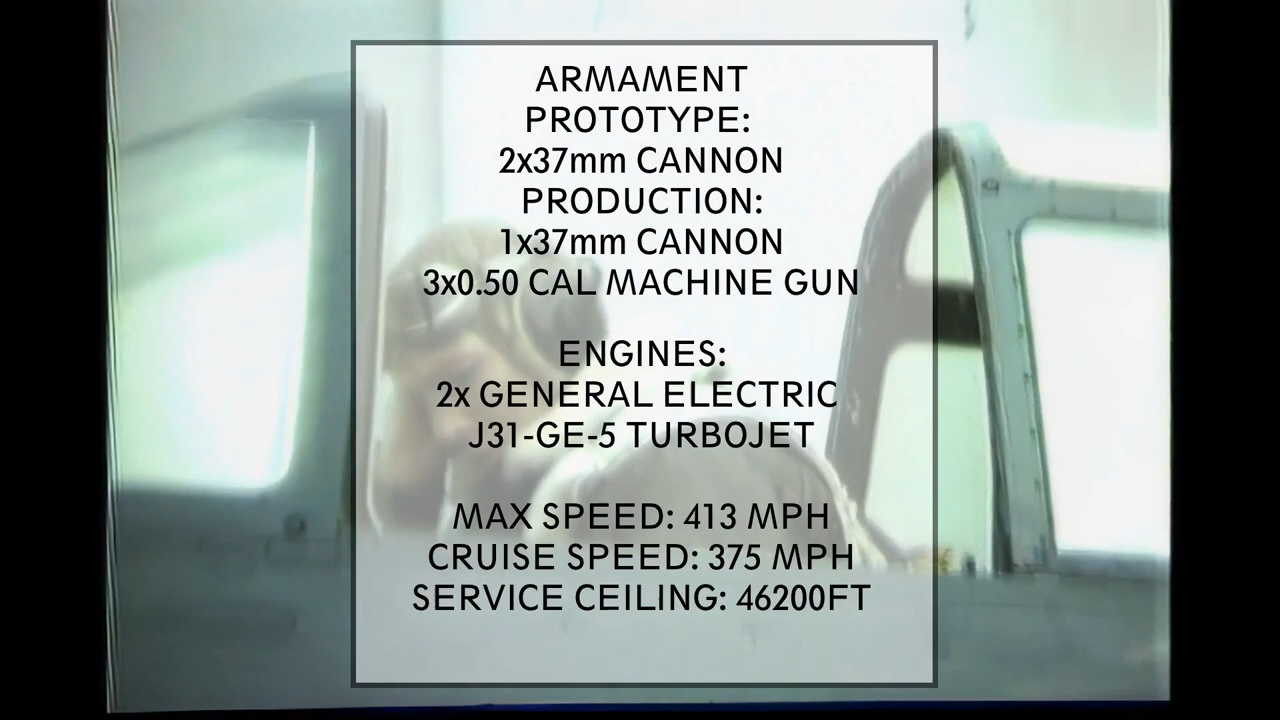 ARMAMENT
PROTOTYPE:
2x37mm CANNON
PRODUCTION:
1x37mm CANNON
3x0.50 CAL MACHINE GUN
ENGINES:
2x GENERAL ELECTRIC
J31-GE-5 TURBOJET
MAX SPEED: 413 MPH
CRUISE SPEED: 375 MPH
SERVICE CEILING: 46200FT